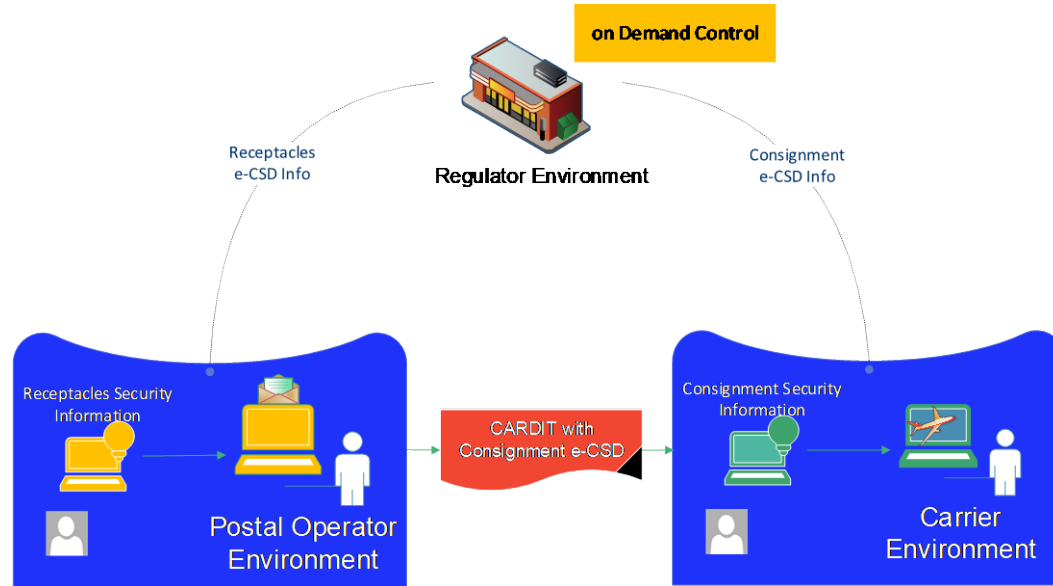 on Demand Control
Receptacles
e-CSD Info
Consignment
e-CSD Info
Regulator Environment
Receptacles Security
Information
Postal Operator
Environment
CARDIT with
Consignment e-CSD
Consignment Security
Information
Carrier
Environment